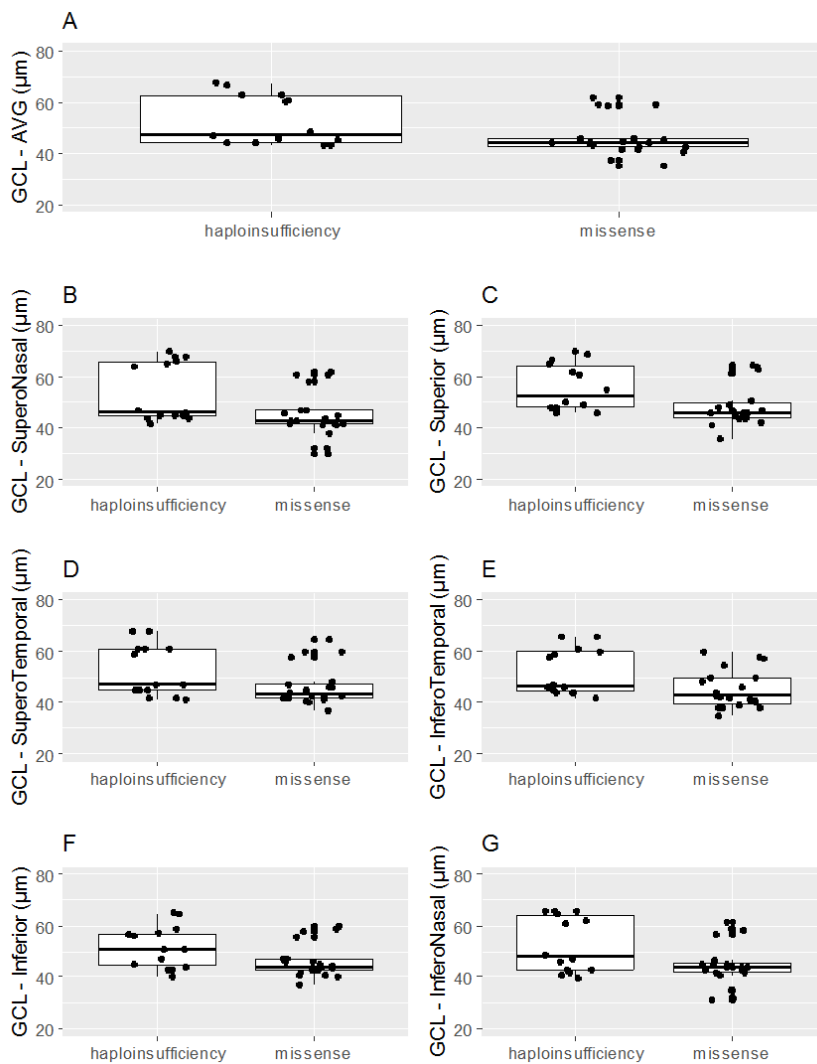 A
GCL - AVG (µm)
80
60
40
20
haploinsufficiency missense
B
GCL - SuperoNasal (µm)
80
60
40
20
haploinsufficiency missense
C
GCL - Superior (µm)
80
60
40
20
haploinsufficiency missense
D
GCL - SuperoTemporal (µm)
80
60
40
20
haploinsufficiency missense
E
GCL - InferoTemporal (µm)
80
60
40
20
haploinsufficiency missense
F
GCL - Inferior (µm)
80
60
40
20
haploinsufficiency missense
G
GCL - InferoNasal (µm)
80
60
40
20
haploinsufficiency missense